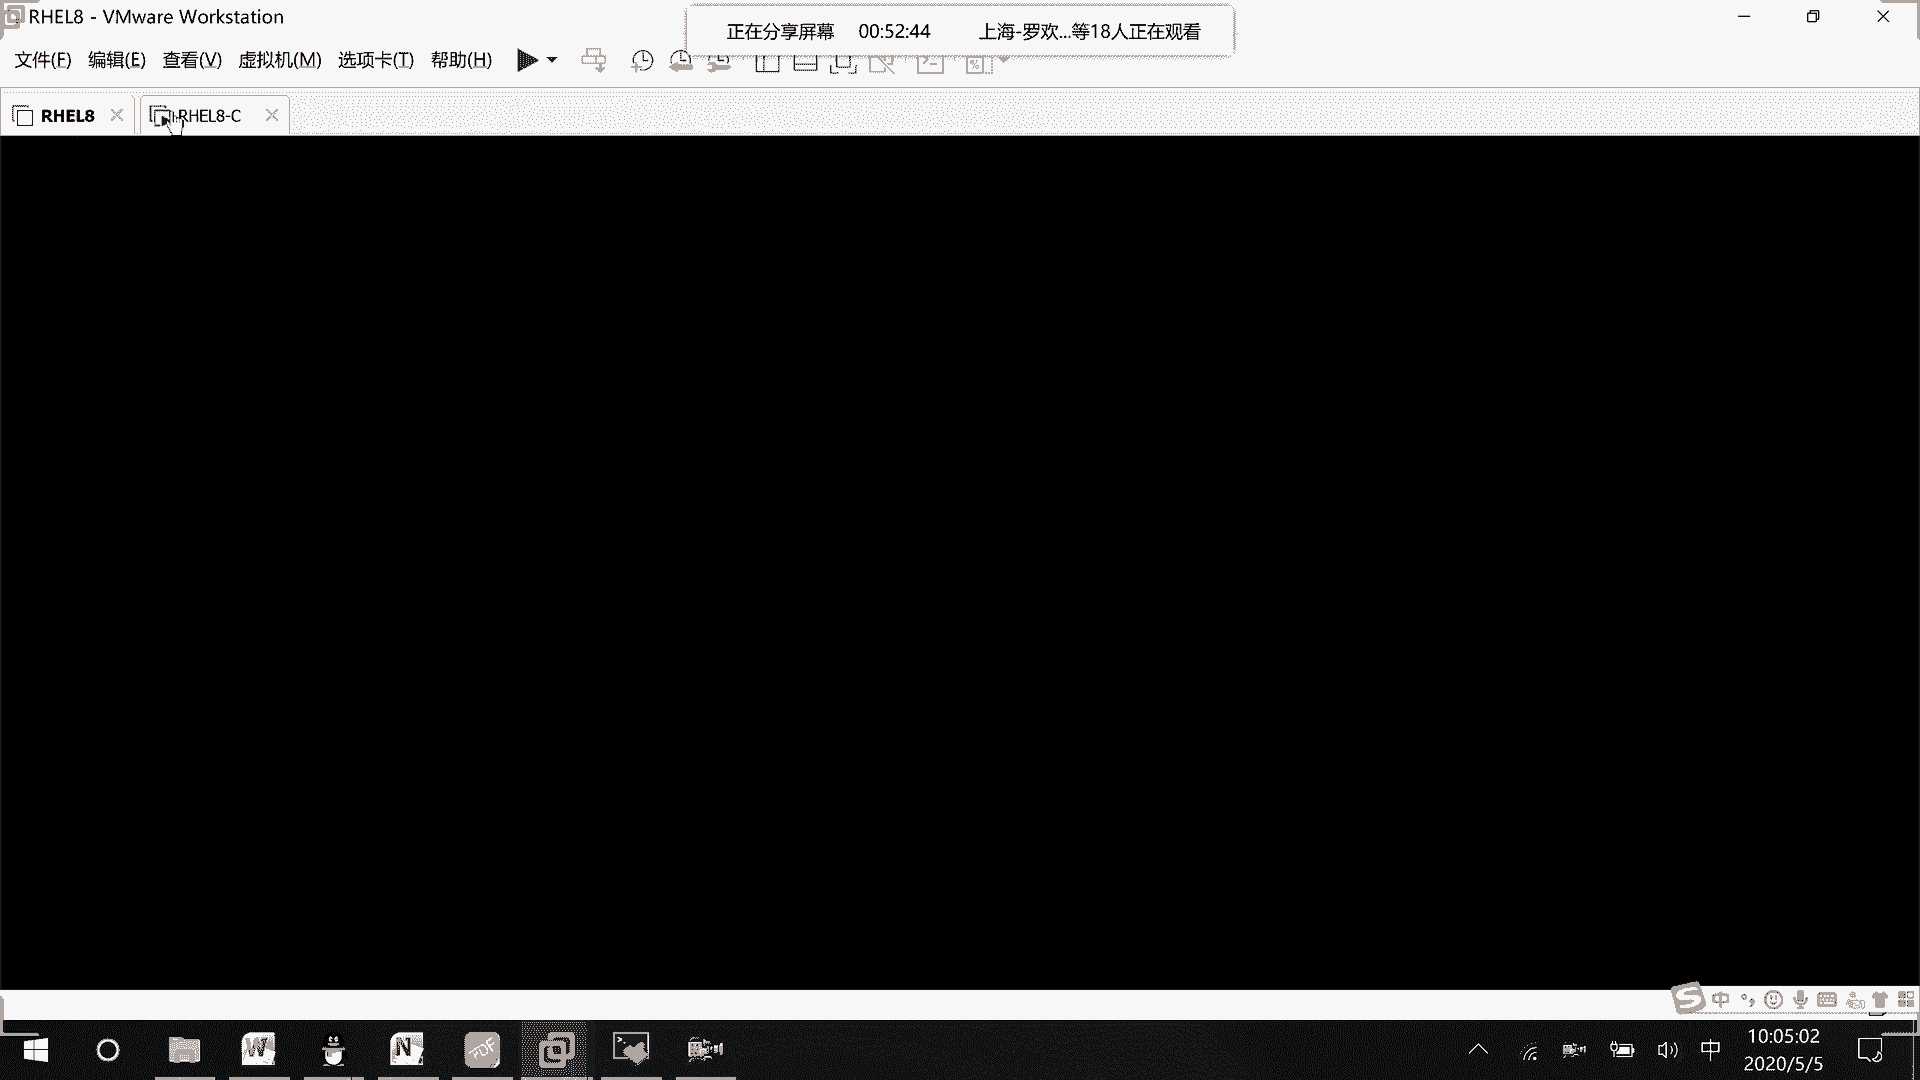 RHEL8 - VMware Workstation
正在分享屏幕 00:52:44 上海-罗欢...等18人正在观看
文件(F) 编辑(E) 查看(V) 虚拟机(M) 选项卡(T) 帮助(H)
RHEL8 RHEL8-C
中
中 10:05:02
2020/5/5